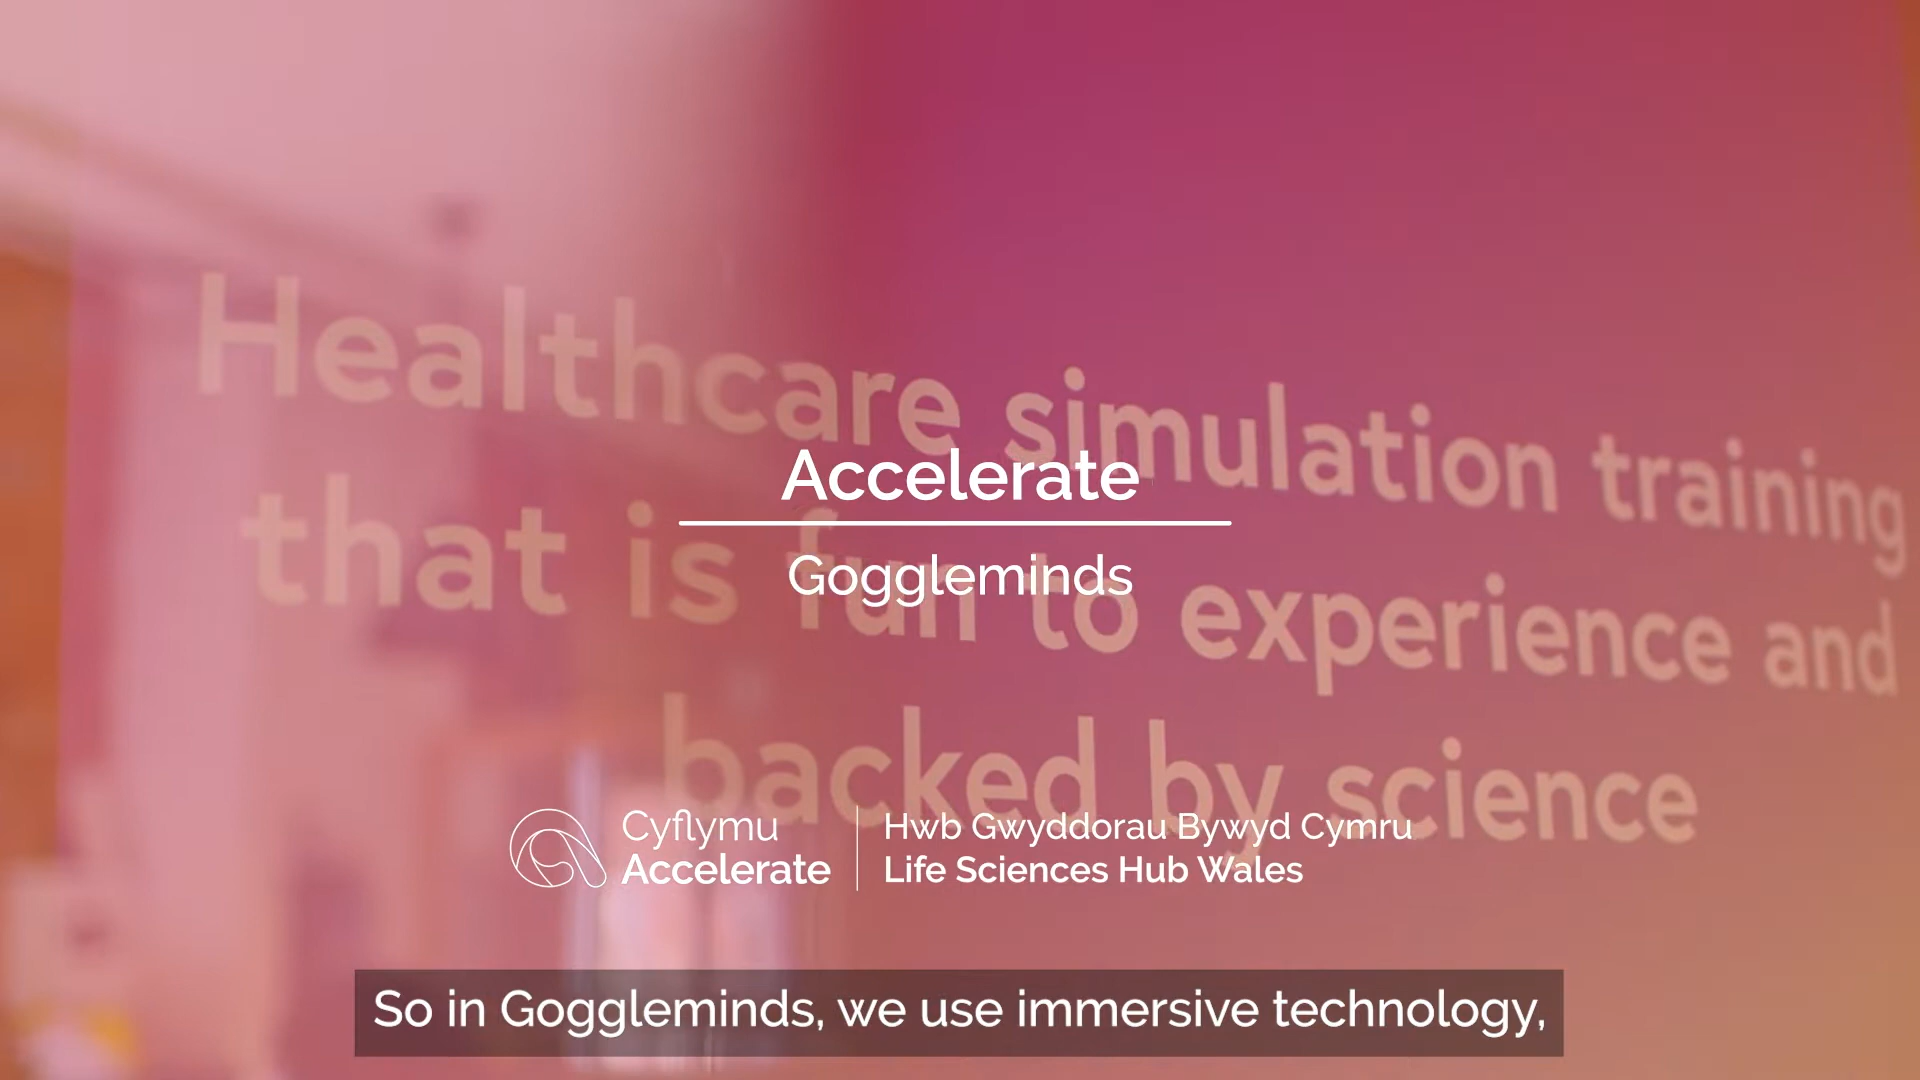 Healthcare simulation training
that is fun to experience and
backed by science
Accelerate
Goggleminds
Cyflymu
Accelerate
Hwb Gwyddorau Bywyd Cymru
Life Sciences Hub Wales
So in Goggleminds, we use immersive technology,